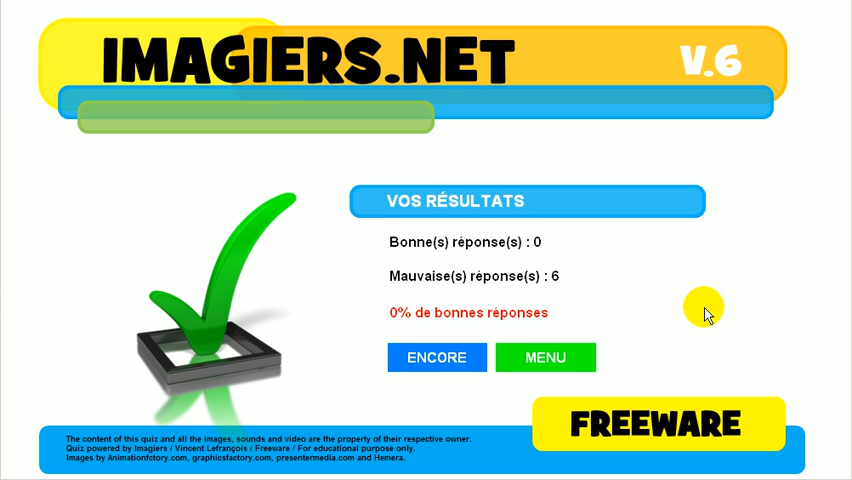 IMAGIERS.NET
V.6
VOS RÉSULTATS
Bonne(s) réponse(s) : 0
Mauvaise(s) réponse(s) : 6
0% de bonnes réponses
ENCORE
MENU
FREEWARE
The content of this quiz and all the images, sounds and video are the property of their respective owner.
Quiz powered by Imagiers / Vincent Lefrançois / Freeware / For educational purpose only.
Images by Animationfctory.com, graphicsfactory.com, presentermedia.com and Hemera.